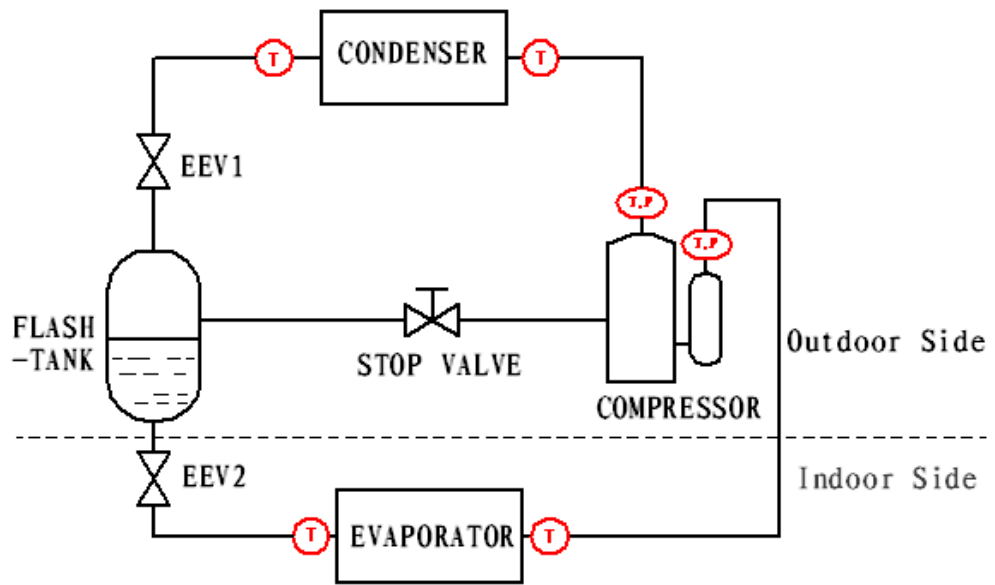 T
CONDENSER
T
EEV1
T.P
T.P
FLASH
-TANK
STOP VALVE
COMPRESSOR
Outdoor Side
EEV2
Indoor Side
T
EVAPORATOR
T